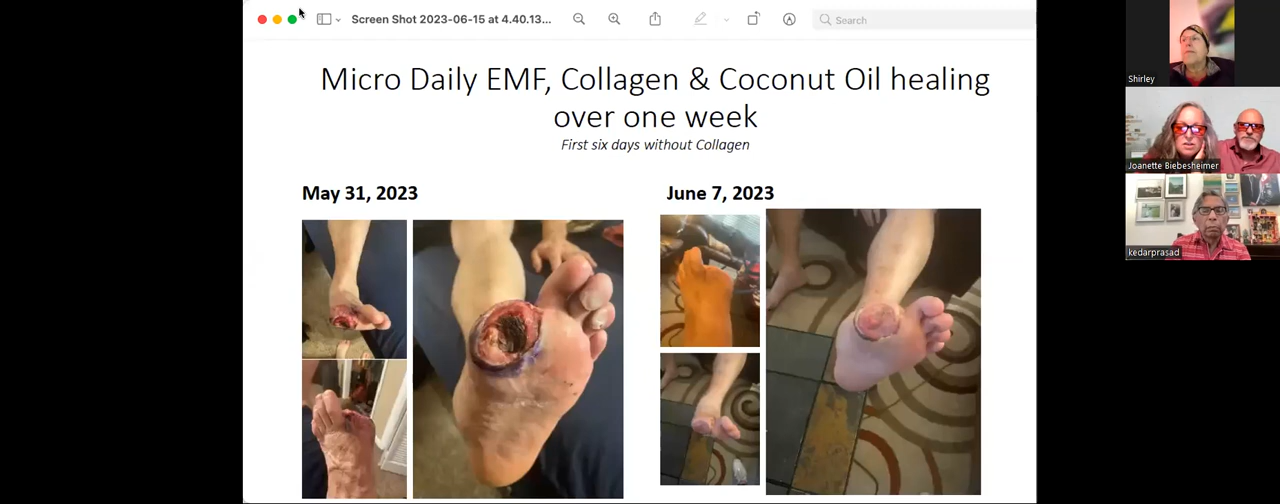 Screen Shot 2023-06-15 at 4.40.13...
Search
Micro Daily EMF, Collagen & Coconut Oil healing
over one week
First six days without Collagen
May 31, 2023
June 7, 2023
Shirley
Joanette Biebesheimer
kedarprasad